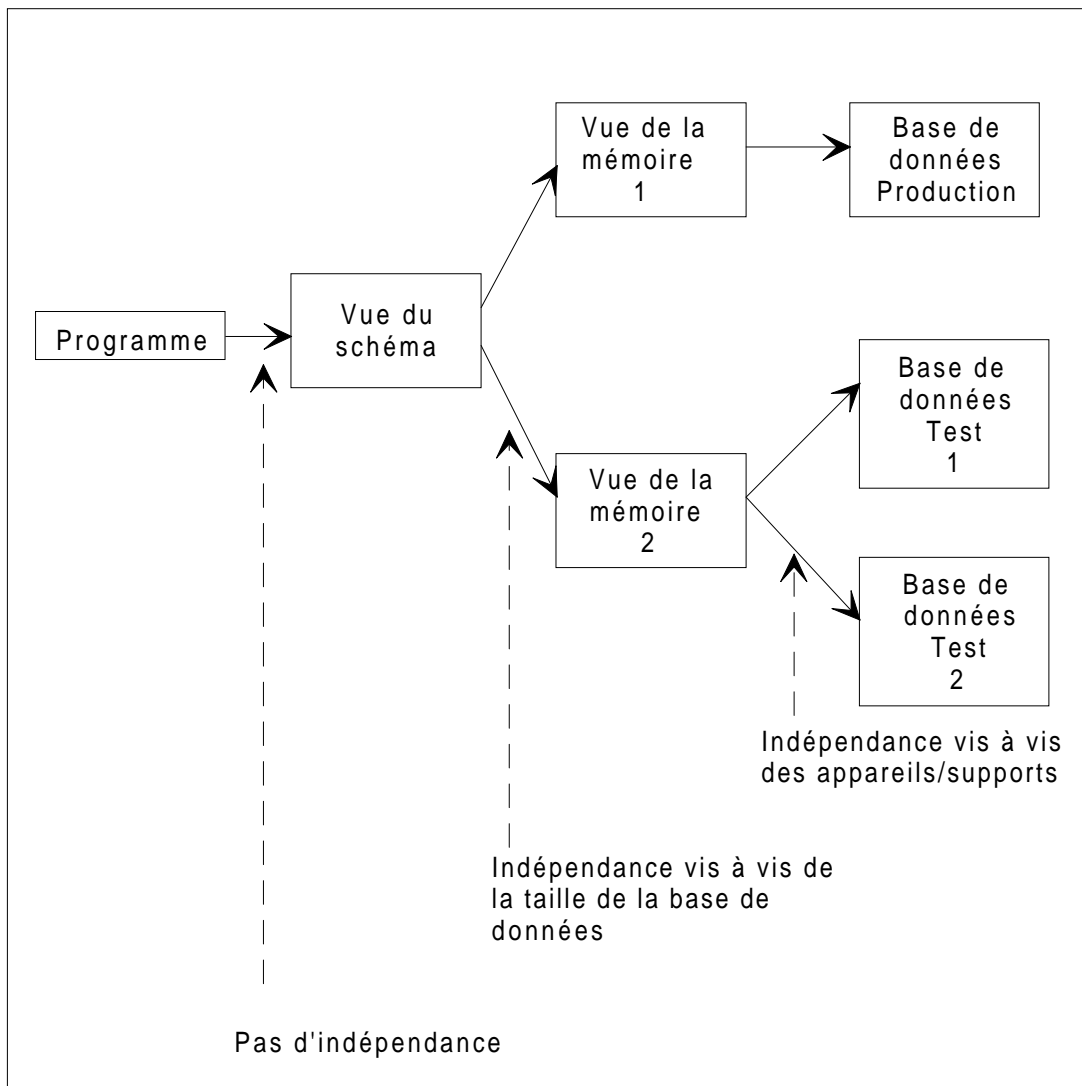 Programme
Vue du
schéma
Vue de la
mémoire
1
Base de
données
Production
Vue de la
mémoire
2
Base de
données
Test
1
Base de
données
Test
2
Indépendance vis à vis
des appareils/supports
Indépendance vis à vis de
la taille de la base de
données
Pas d'indépendance